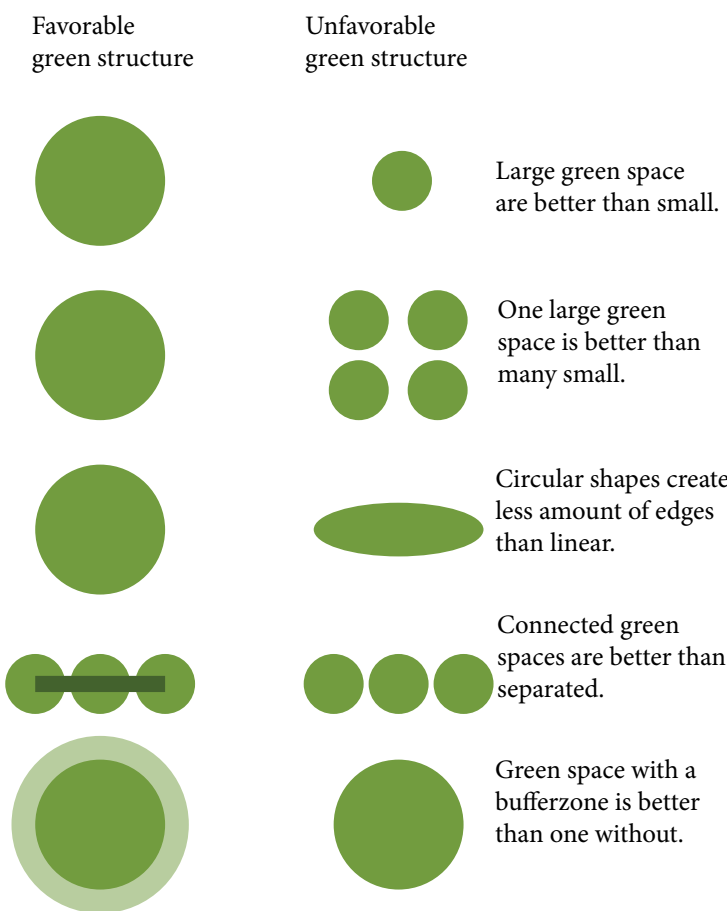 Favorable
green structure
Unfavorable
green structure
Large green space
are better than small.
One large green
space is better than
many small.
Circular shapes create
less amount of edges
than linear.
Connected green
spaces are better than
separated.
Green space with a
bufferzone is better
than one without.